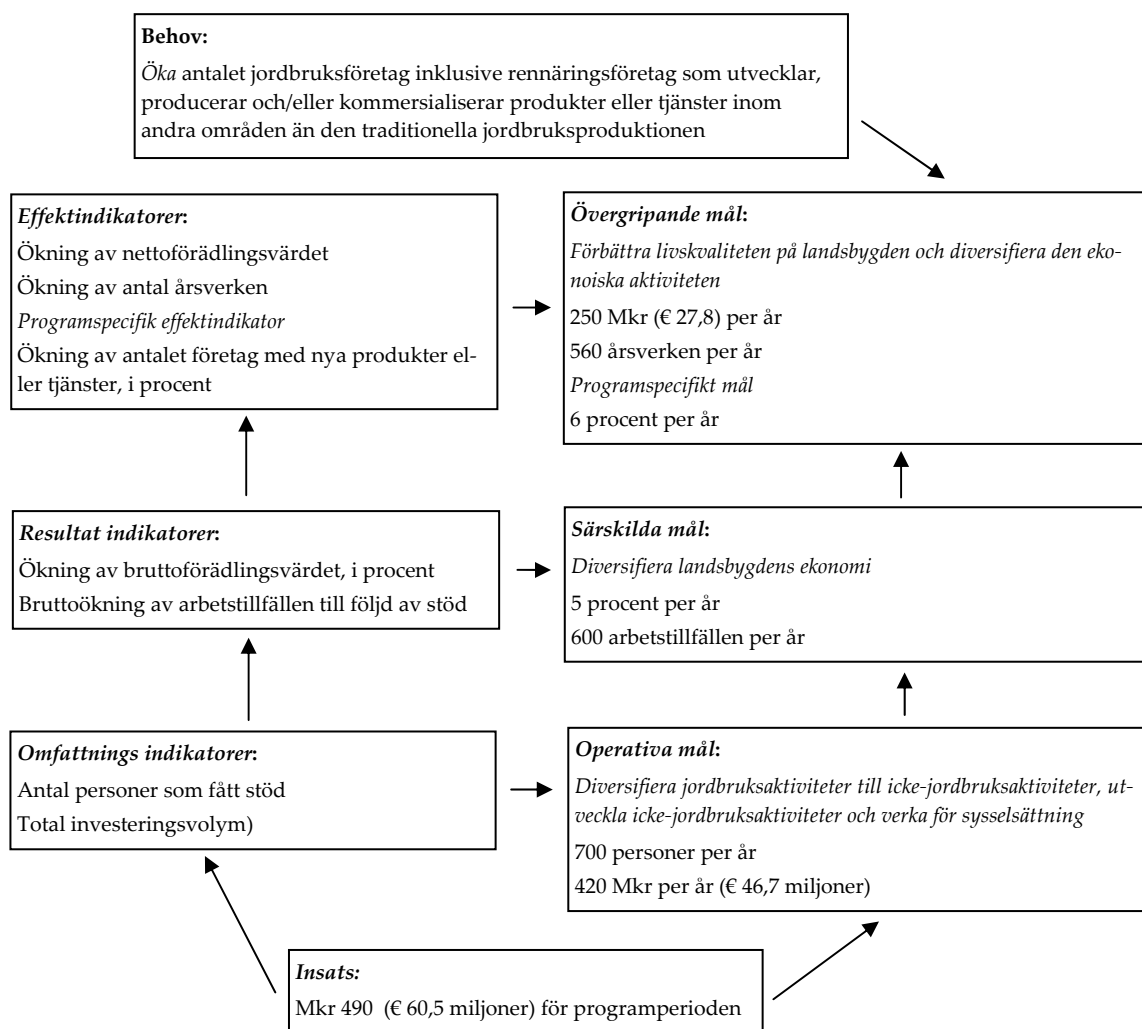 Behov:
Öka antalet jordbruksföretag inklusive rennäringsföretag som utvecklar,
producerar och/eller kommersialiserar produkter eller tjänster inom
andra områden än den traditionella jordbruksproduktionen
Effektindikatorer:
Ökning av nettoförädlingsvärdet
Ökning av antal årsverken
Programspecifik effektindikator
Ökning av antalet företag med nya produkter el-
ler tjänster, i procent
Övergripande mål:
Förbättra livskvaliteten på landsbygden och diversifiera den eko-
noiska aktiviteten
250 Mkr (€ 27,8) per år
560 årsverken per år
Programspecifikt mål
6 procent per år
Resultat indikatorer:
Ökning av bruttoförädlingsvärdet, i procent
Bruttoökning av arbetstillfällen till följd av stöd
Särskilda mål:
Diversifiera landsbygdens ekonomi
5 procent per år
600 arbetstillfällen per år
Omfattnings indikatorer:
Antal personer som fått stöd
Total investeringsvolym)
Operativa mål:
Diversifiera jordbruksaktiviteter till icke-jordbruksaktiviteter, ut-
veckla icke-jordbruksaktiviteter och verka för sysselsättning
700 personer per år
420 Mkr per år (€ 46,7 miljoner)
Insats:
Mkr 490 (€ 60,5 miljoner) för programperioden